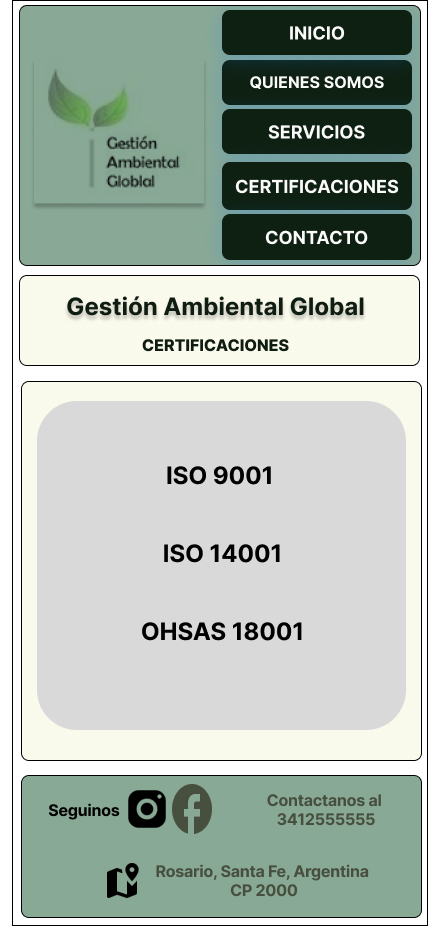 Gestión
Ambiental
Globlal
INICIO
QUIENES SOMOS
SERVICIOS
CERTIFICACIONES
CONTACTO
Gestión Ambiental Global
CERTIFICACIONES
ISO 9001
ISO 14001
OHSAS 18001
Seguinos
Contactanos al
3412555555
Rosario, Santa Fe, Argentina
CP 2000